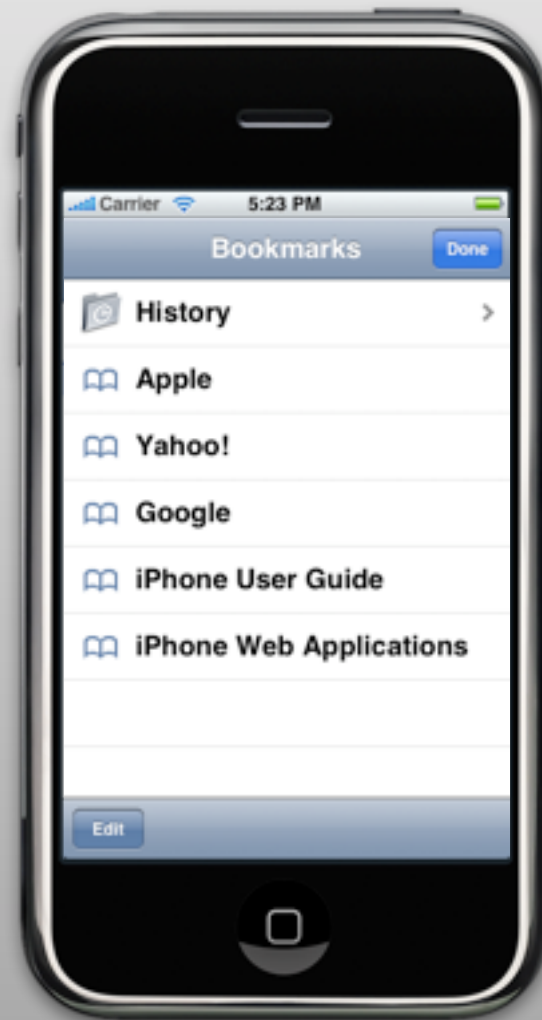 Carrier 5:23 PM
Bookmarks Done
History
Apple
Yahoo!
Google
iPhone User Guide
iPhone Web Applications
Edit